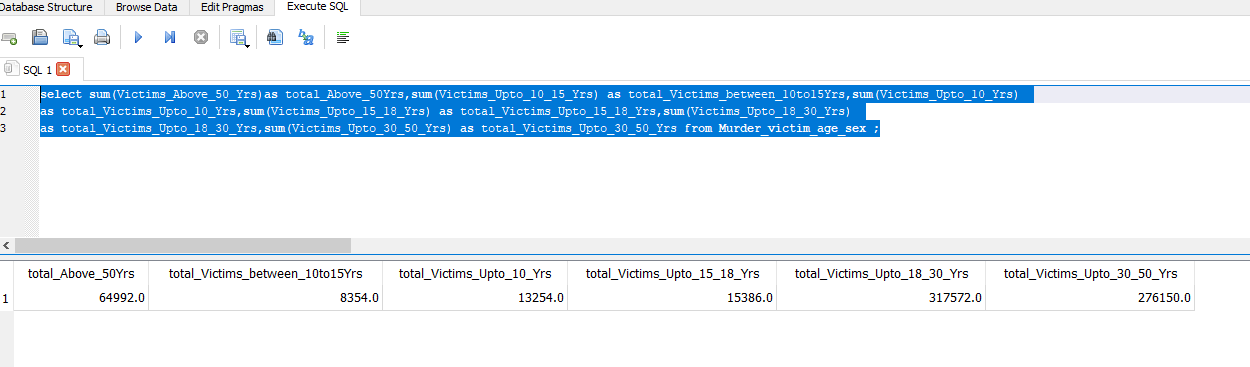 Database Structure Browse Data Edit Pragmas Execute SQL
SQL 1
1 select sum(Victims_Above_50_Yrs)as total_Above_50Yrs,sum(Victims_Upto_10_15_Yrs) as total_Victims_between_10to15Yrs,sum(Victims_Upto_10_Yrs)
2 as total_Victims_Upto_10_Yrs,sum(Victims_Upto_15_18_Yrs) as total_Victims_Upto_15_18_Yrs,sum(Victims_Upto_18_30_Yrs)
3 as total_Victims_Upto_18_30_Yrs,sum(Victims_Upto_30_50_Yrs) as total_Victims_Upto_30_50_Yrs from Murder_victim_age_sex ;
total_Above_50Yrs total_Victims_between_10to15Yrs total_Victims_Upto_10_Yrs total_Victims_Upto_15_18_Yrs total_Victims_Upto_18_30_Yrs total_Victims_Upto_30_50_Yrs
1 64992.0 8354.0 13254.0 15386.0 317572.0 276150.0